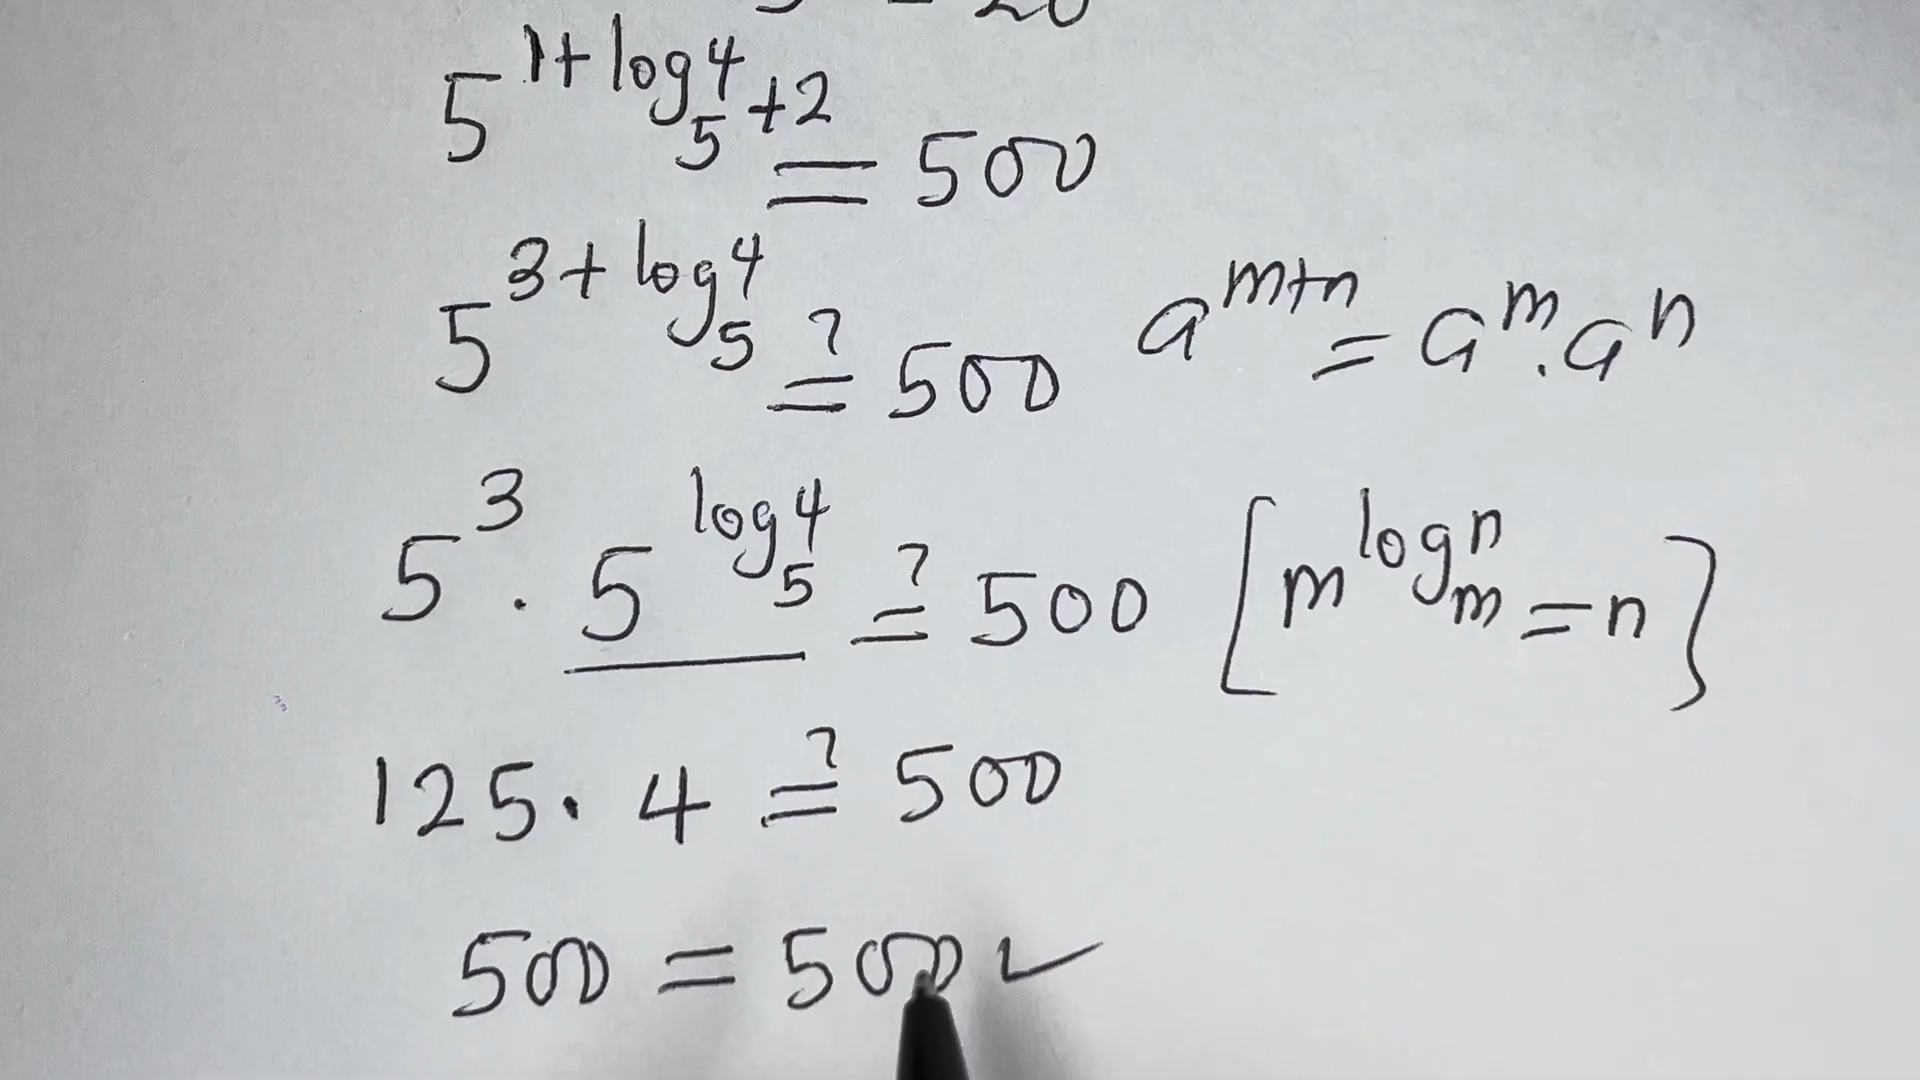 5^{1+log_5 4+2} = 500
5^{3+log_5 4} ?= 500 a^{m+n} = a^m . a^n
5^3 . 5^{log_5 4} ?= 500 [m^{log_m n} = n]
125 . 4 ?= 500
500 = 500 ✓